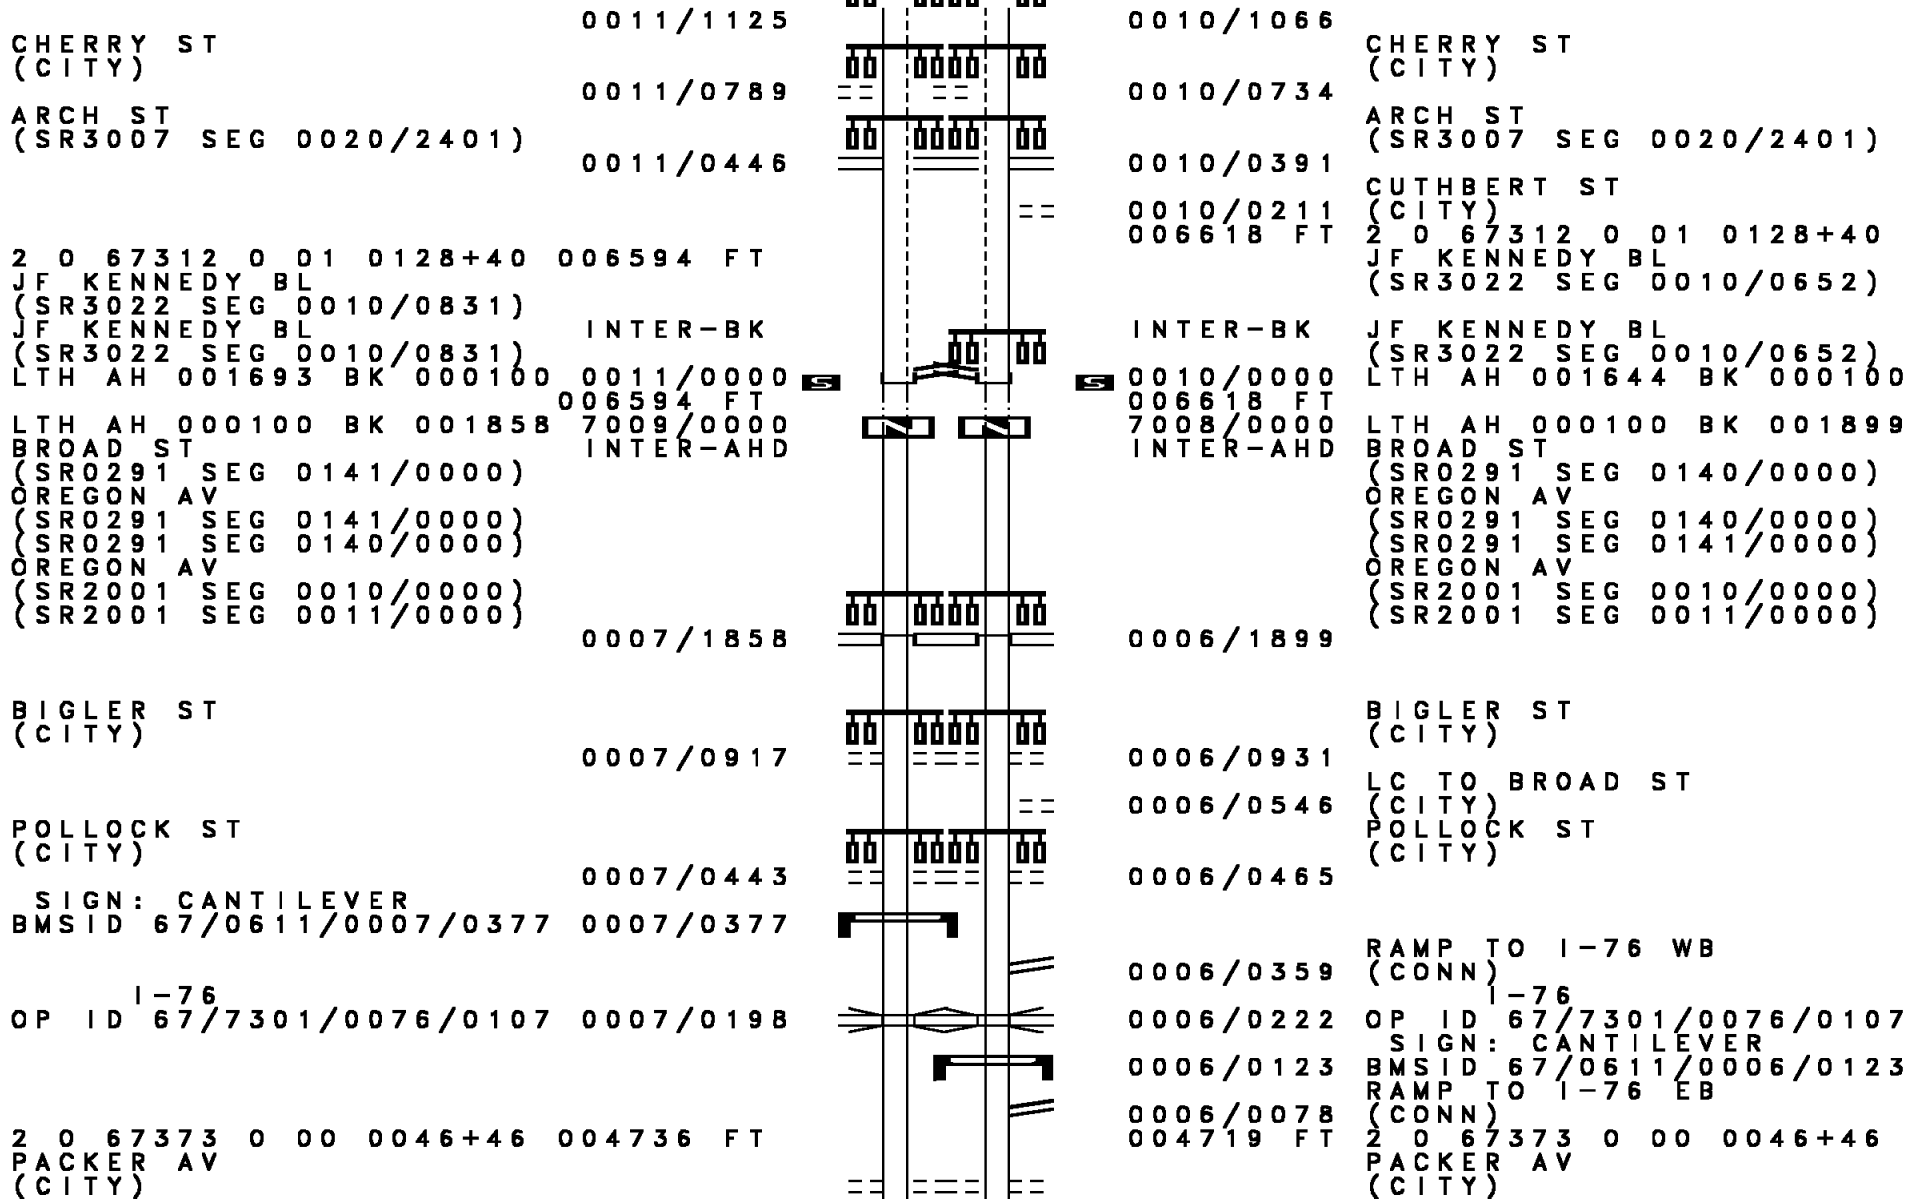 0011/1125 0010/1066
CHERRY ST CHERRY ST
(CITY) (CITY)
0011/0789 0010/0734
ARCH ST ARCH ST
(SR3007 SEG 0020/2401) (SR3007 SEG 0020/2401)
0011/0446 0010/0391
CUTHBERT ST
0010/0211 (CITY)
006618 FT 2 0 67312 0 01 0128+40
2 0 67312 0 01 0128+40 006594 FT JF KENNEDY BL
JF KENNEDY BL (SR3022 SEG 0010/0652)
(SR3022 SEG 0010/0831)
JF KENNEDY BL INTER-BK INTER-BK JF KENNEDY BL
(SR3022 SEG 0010/0831) (SR3022 SEG 0010/0652)
LTH AH 001693 BK 000100 0011/0000 S S 0010/0000 LTH AH 001644 BK 000100
006594 FT 006618 FT
LTH AH 000100 BK 001858 7009/0000 7008/0000 LTH AH 000100 BK 001899
BROAD ST INTER-AHD INTER-AHD BROAD ST
(SR0291 SEG 0141/0000) (SR0291 SEG 0140/0000)
OREGON AV OREGON AV
(SR0291 SEG 0141/0000) (SR0291 SEG 0140/0000)
(SR0291 SEG 0140/0000) (SR0291 SEG 0141/0000)
OREGON AV OREGON AV
(SR2001 SEG 0010/0000) (SR2001 SEG 0010/0000)
(SR2001 SEG 0011/0000) (SR2001 SEG 0011/0000)
0007/1858 0006/1899
BIGLER ST BIGLER ST
(CITY) (CITY)
0007/0917 0006/0931
LC TO BROAD ST
0006/0546 (CITY)
POLLOCK ST POLLOCK ST
(CITY) (CITY)
0007/0443 0006/0465
SIGN: CANTILEVER
BMSID 67/0611/0007/0377 0007/0377
RAMP TO I-76 WB
0006/0359 (CONN)
I-76 I-76
OP ID 67/7301/0076/0107 0007/0198 0006/0222 OP ID 67/7301/0076/0107
SIGN: CANTILEVER
0006/0123 BMSID 67/0611/0006/0123
RAMP TO I-76 EB
0006/0078 (CONN)
2 0 67373 0 00 0046+46 004736 FT 004719 FT 2 0 67373 0 00 0046+46
PACKER AV PACKER AV
(CITY) (CITY)